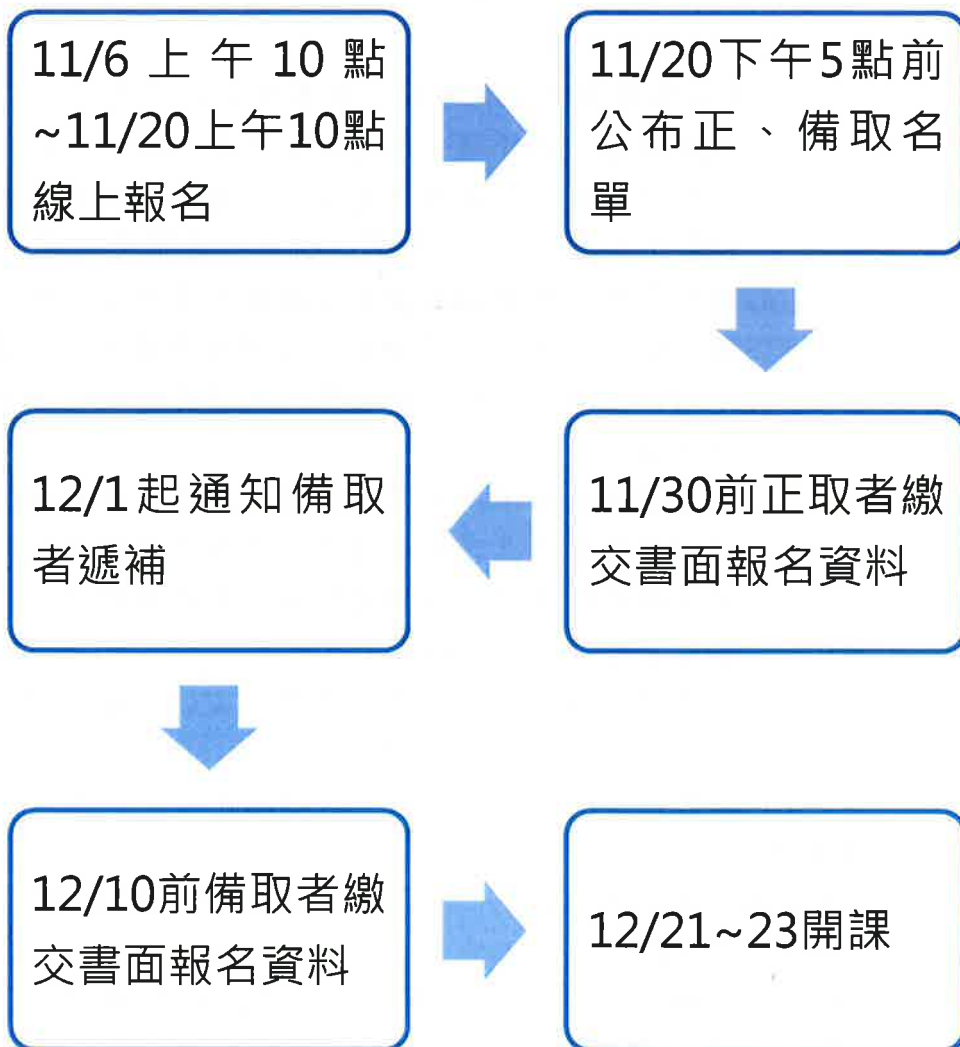 11/6 上午 10 點
~11/20上午10點
線上報名
11/20下午5點前
公布正、備取名
單
11/30前正取者繳
交書面報名資料
12/1起通知備取
者遞補
12/10前備取者繳
交書面報名資料
12/21~23開課